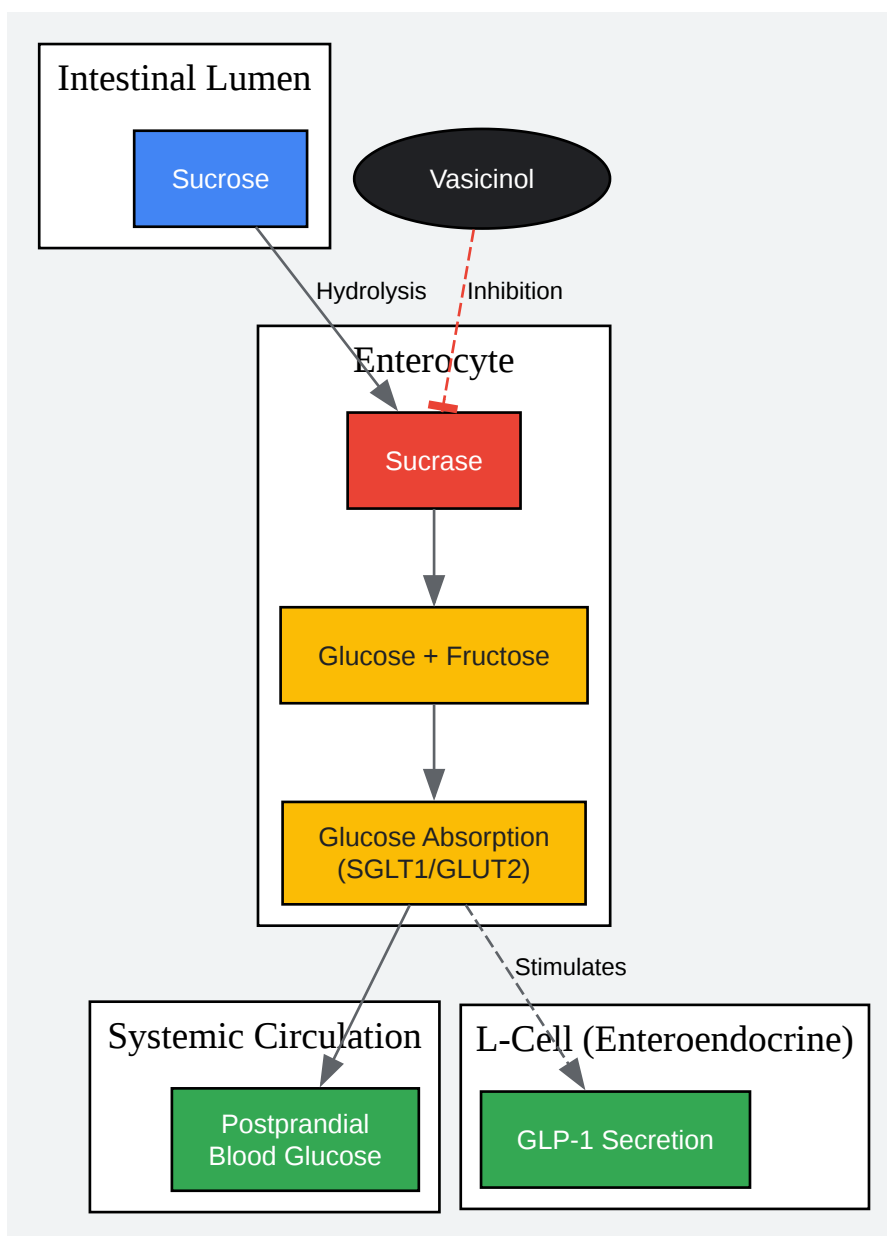 Intestinal Lumen
Sucrose
Vasicinol
Hydrolysis
Inhibition
Enterocyte
Sucrase
Glucose + Fructose
Glucose Absorption
(SGLT1/GLUT2)
Stimulates
Systemic Circulation
Postprandial
Blood Glucose
L-Cell (Enteroendocrine)
GLP-1 Secretion